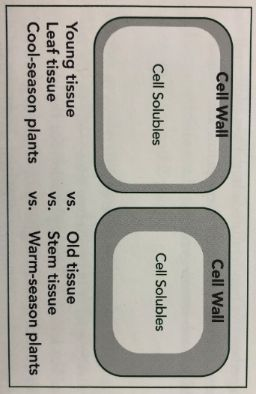 Cell Wall
Cell Wall
Cell Solubles
Cell Solubles
Young tissue vs. Old tissue
Leaf tissue vs. Stem tissue
Cool-season plants vs. Warm-season plants